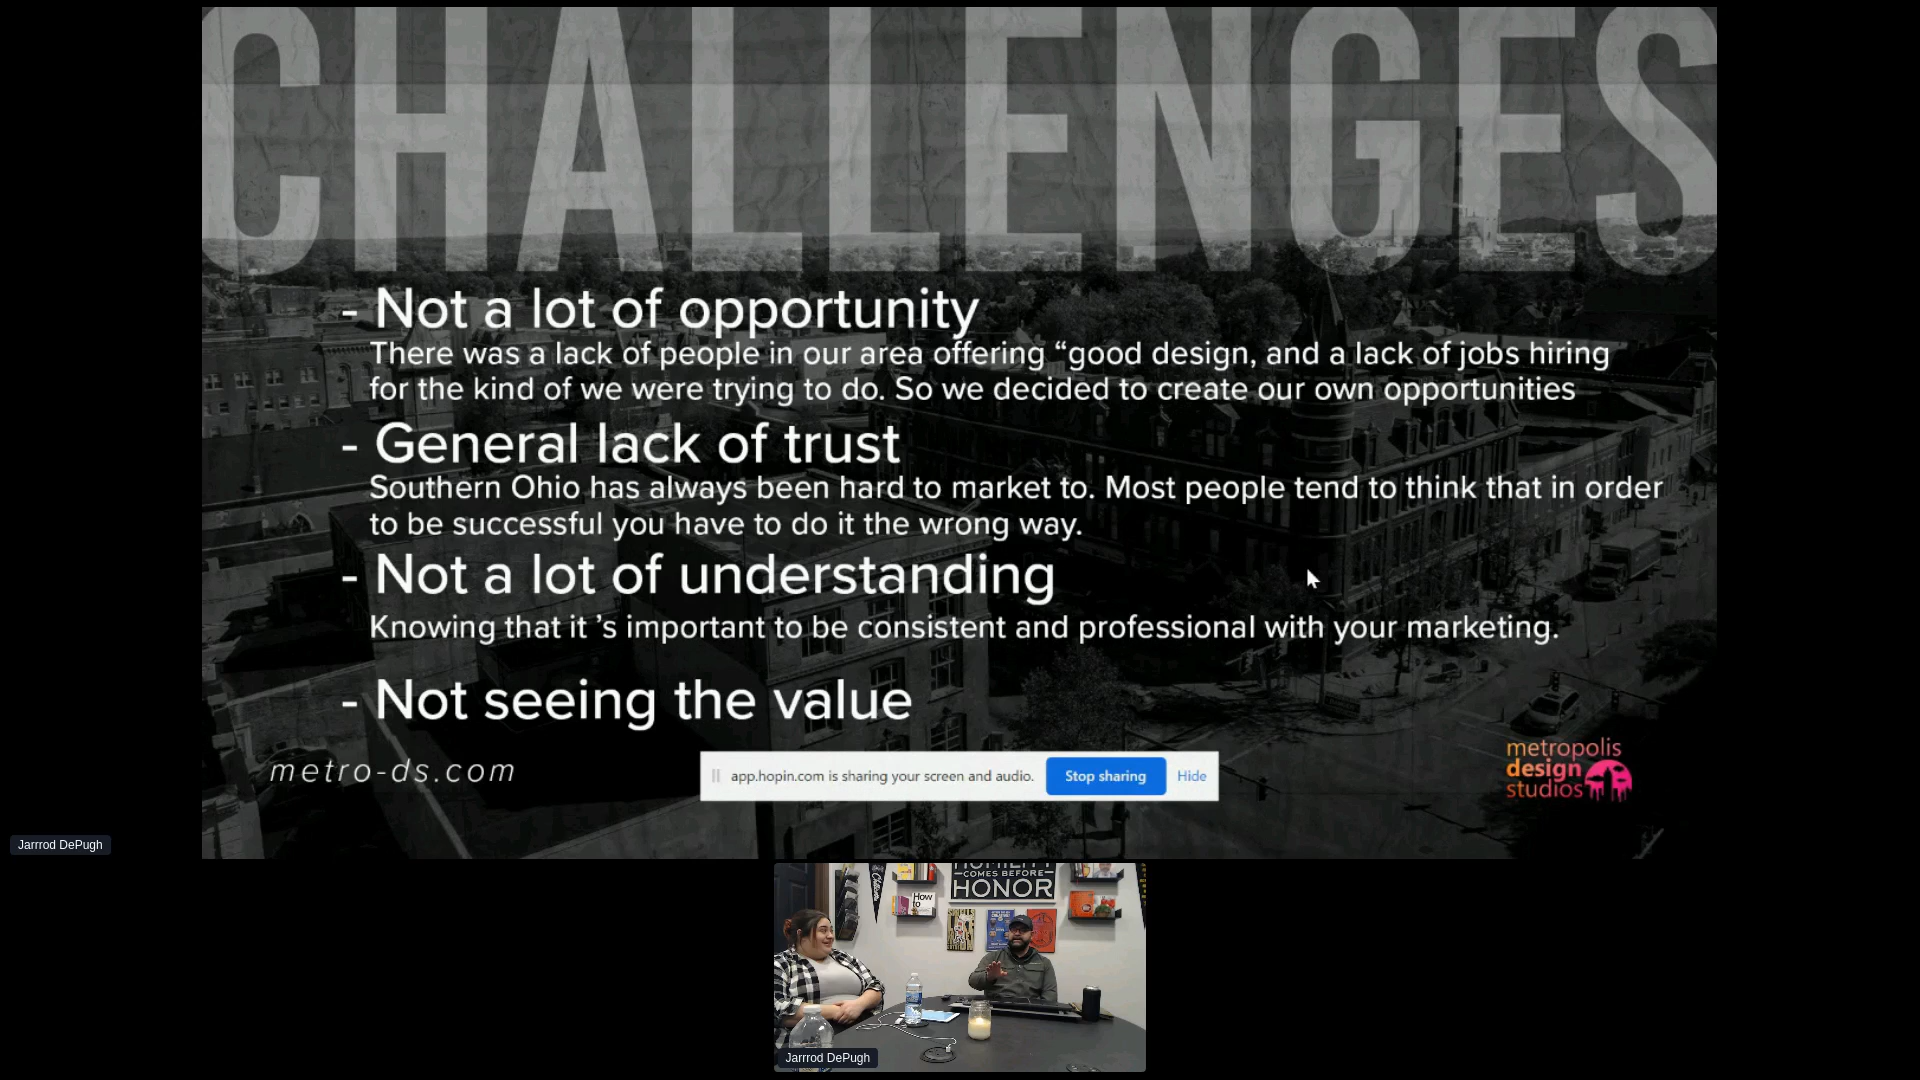 CHALLENGES
- Not a lot of opportunity
There was a lack of people in our area offering “good design, and a lack of jobs hiring
for the kind of we were trying to do. So we decided to create our own opportunities
- General lack of trust
Southern Ohio has always been hard to market to. Most people tend to think that in order
to be successful you have to do it the wrong way.
- Not a lot of understanding
Knowing that it ’s important to be consistent and professional with your marketing.
- Not seeing the value
metro-ds.com
app.hopin.com is sharing your screen and audio. Stop sharing Hide
metropolis
design
studios
Jarrrod DePugh
HUMILITY
COMES BEFORE
HONOR
How
to
Jarrrod DePugh